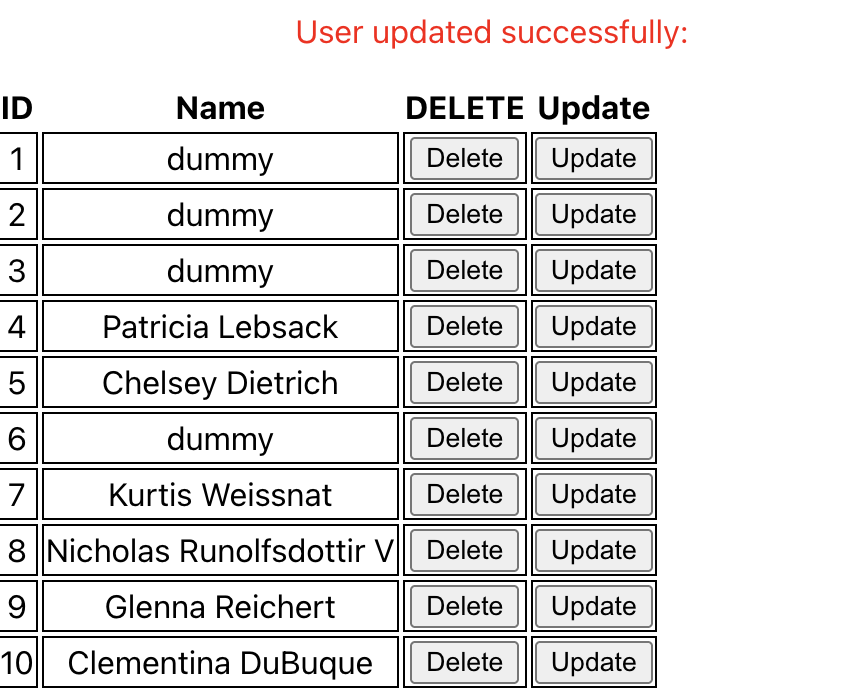 User updated successfully:
ID Name DELETE Update
1 dummy Delete Update
2 dummy Delete Update
3 dummy Delete Update
4 Patricia Lebsack Delete Update
5 Chelsey Dietrich Delete Update
6 dummy Delete Update
7 Kurtis Weissnat Delete Update
8 Nicholas Runolfsdottir V Delete Update
9 Glenna Reichert Delete Update
10 Clementina DuBuque Delete Update